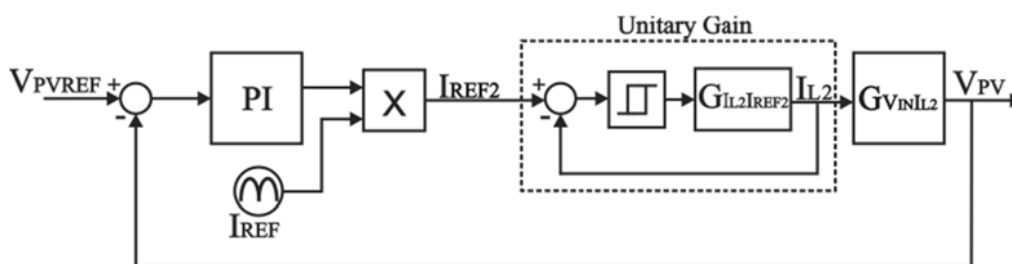 Unitary Gain
VPVREF
+
-
PI
X
IREF2
+
-
GIL2IREF2
IL2
GVINIL2
VPV
IREF